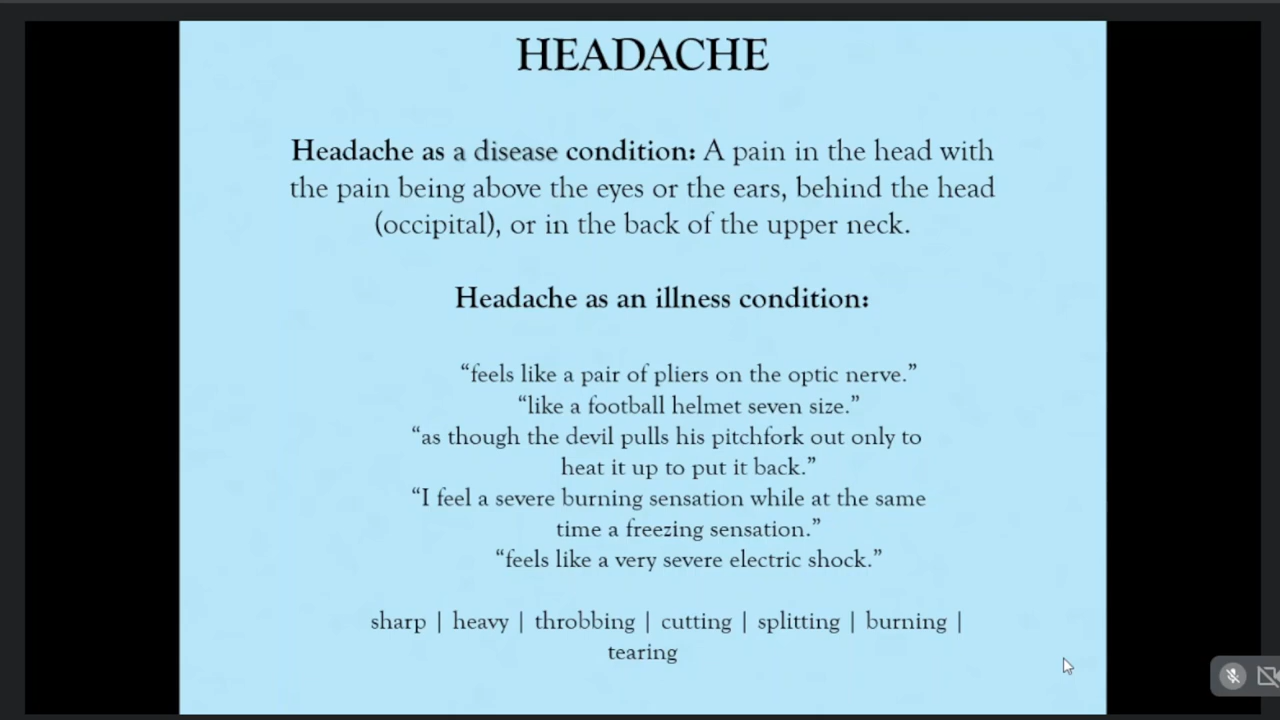 HEADACHE
Headache as a disease condition: A pain in the head with
the pain being above the eyes or the ears, behind the head
(occipital), or in the back of the upper neck.
Headache as an illness condition:
“feels like a pair of pliers on the optic nerve.”
“like a football helmet seven size.”
“as though the devil pulls his pitchfork out only to
heat it up to put it back.”
“I feel a severe burning sensation while at the same
time a freezing sensation.”
“feels like a very severe electric shock.”
sharp | heavy | throbbing | cutting | splitting | burning |
tearing